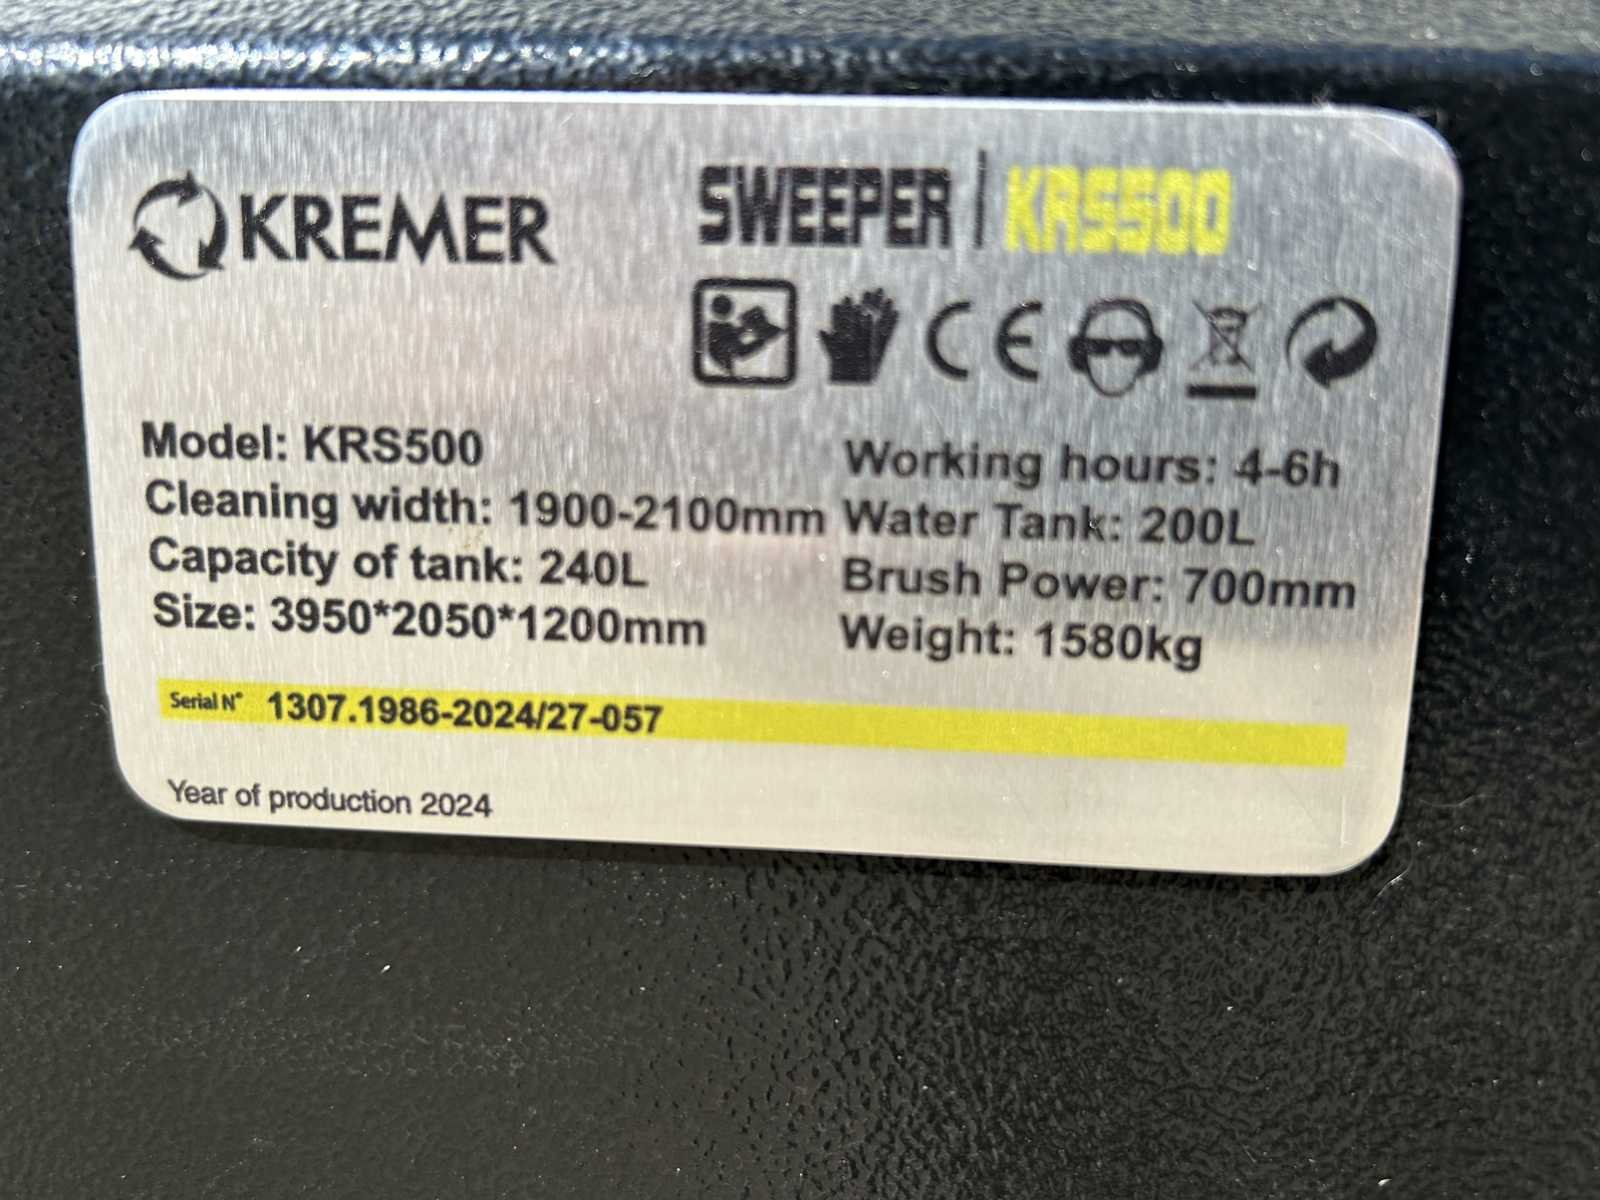 KREMER
SWEEPER | KRS500
CE
Model: KRS500
Cleaning width: 1900-2100mm
Capacity of tank: 240L
Size: 3950*2050*1200mm
Working hours: 4-6h
Water Tank: 200L
Brush Power: 700mm
Weight: 1580kg
Serial N° 1307.1986-2024/27-057
Year of production 2024